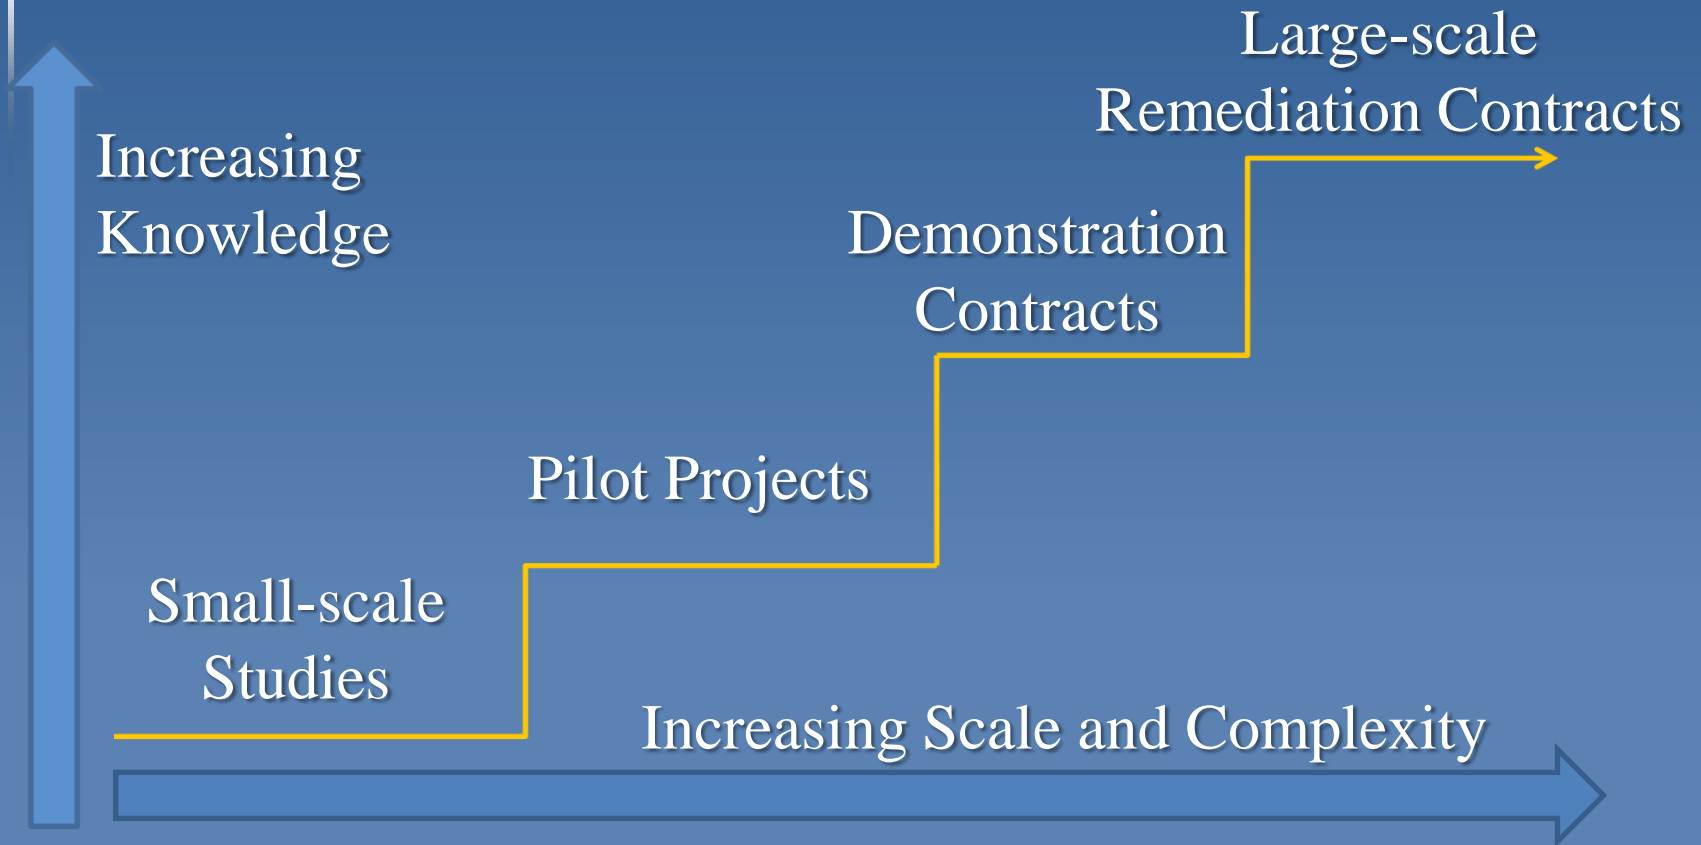 Large-scale
Remediation Contracts
Increasing
Knowledge
Demonstration
Contracts
Pilot Projects
Small-scale
Studies
Increasing Scale and Complexity